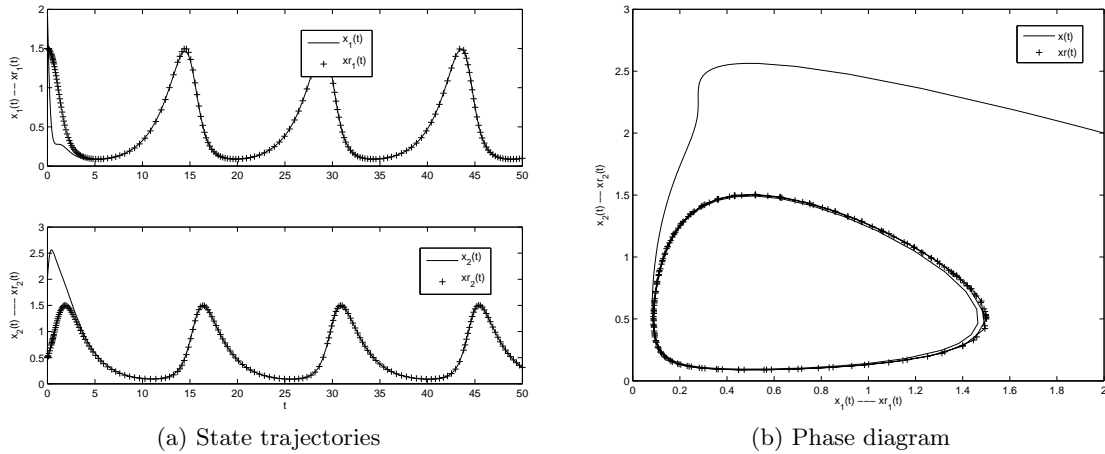 2
1.5
1
0.5
0
x_1(t) --- xr_1(t)
x_1(t)
xr_1(t)
0 5 10 15 20 25 30 35 40 45 50
3
2.5
2
1.5
1
0.5
0
x_2(t) --- xr_2(t)
x_2(t)
xr_2(t)
0 5 10 15 20 25 30 35 40 45 50
t
(a) State trajectories
3
2.5
2
1.5
1
0.5
0
x_2(t) --- xr_2(t)
x(t)
xr(t)
0 0.2 0.4 0.6 0.8 1 1.2 1.4 1.6 1.8 2
x_1(t) --- xr_1(t)
(b) Phase diagram